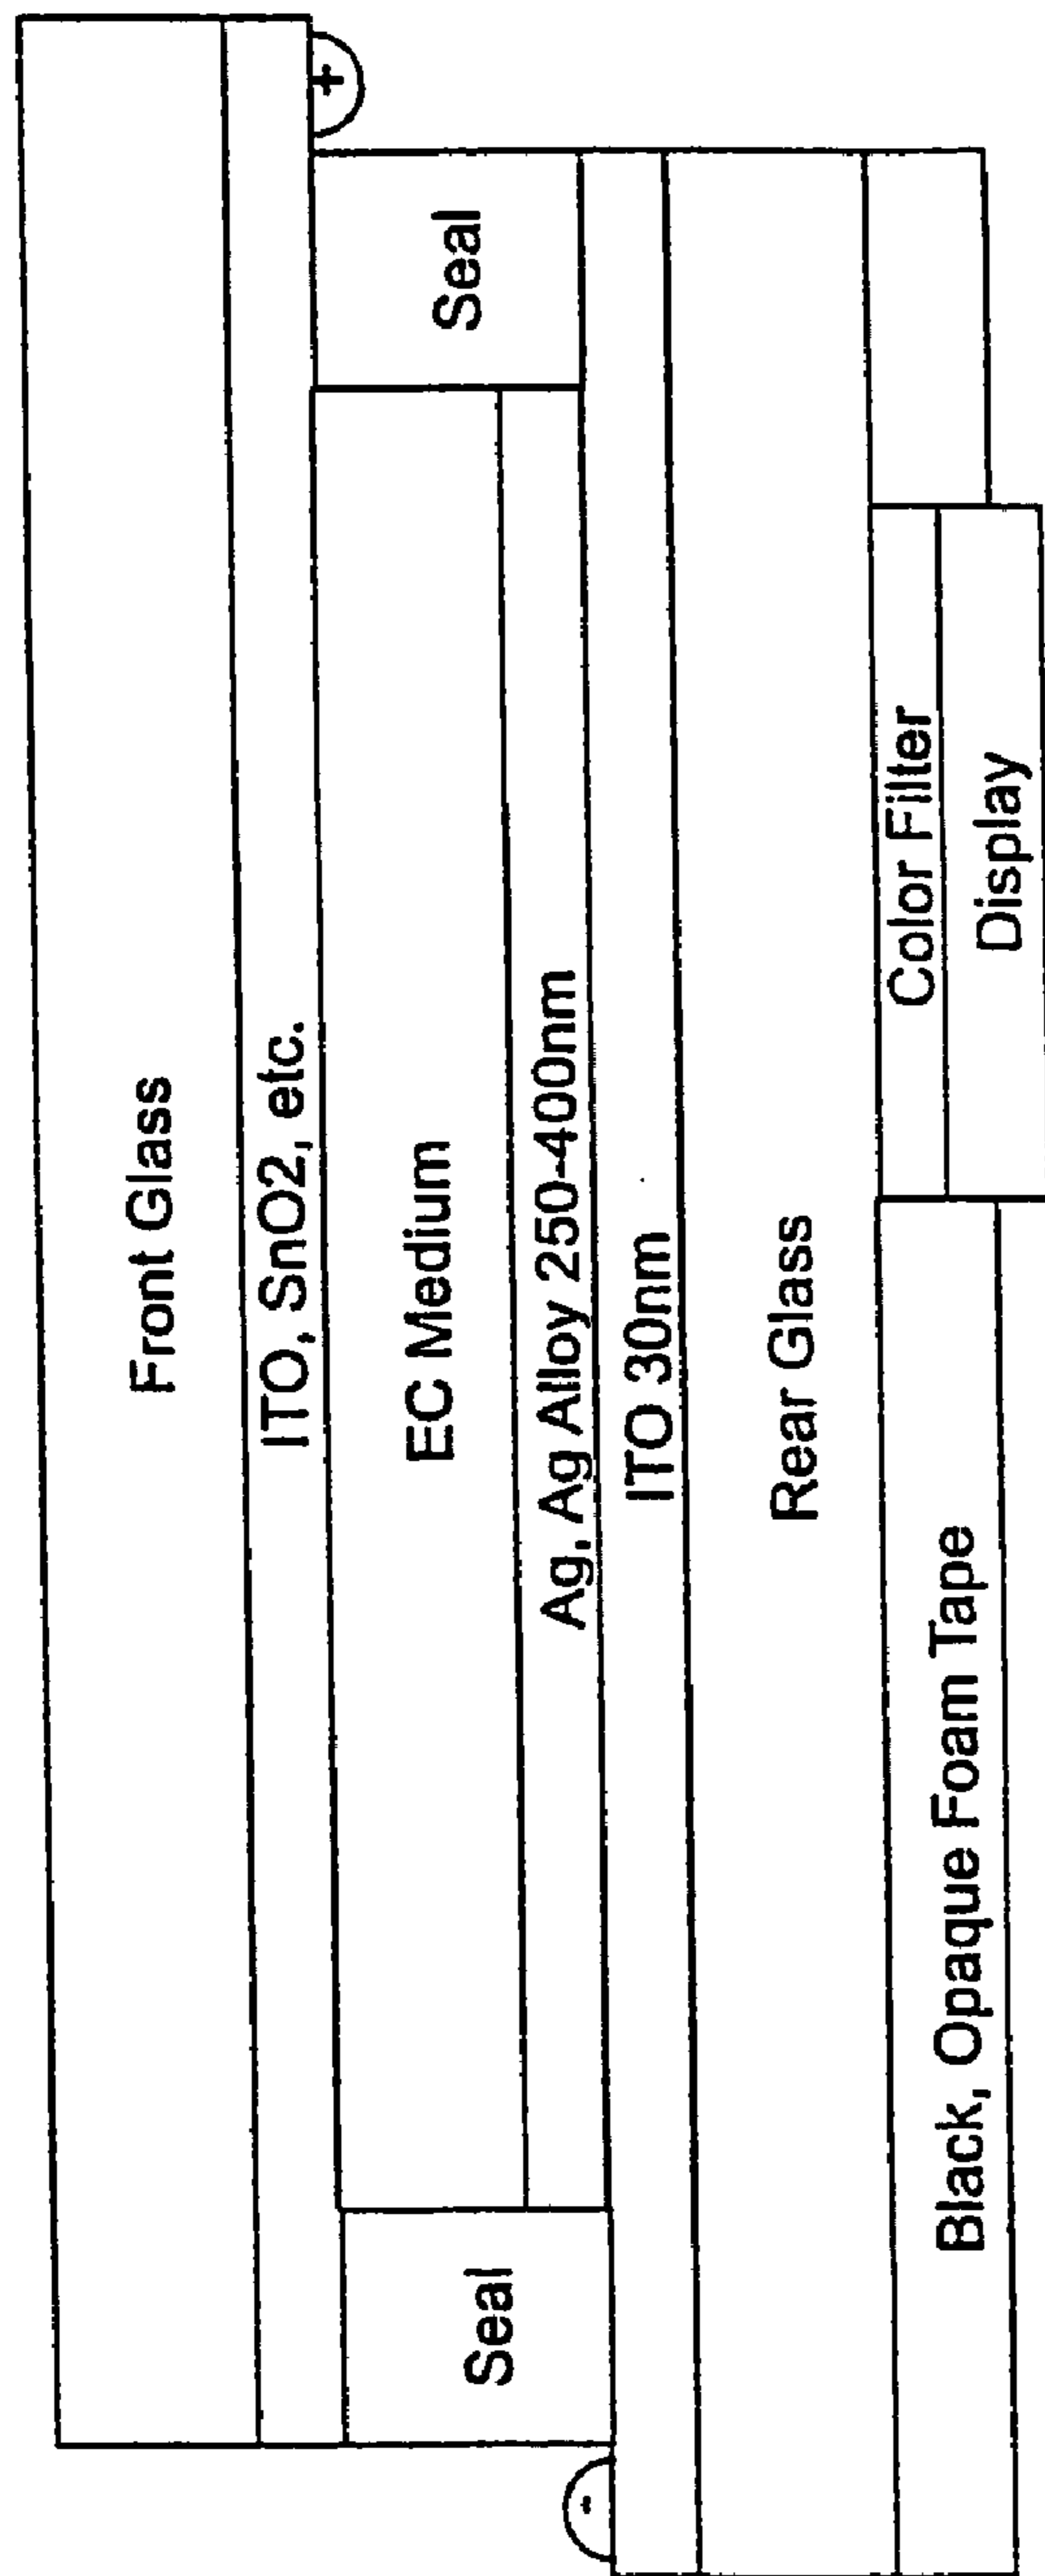 Front Glass
ITO, SnO2, etc.
+
Seal
EC Medium
Seal
Ag, Ag Alloy 250-400nm
-
ITO 30nm
Rear Glass
Black, Opaque Foam Tape
Color Filter
Display